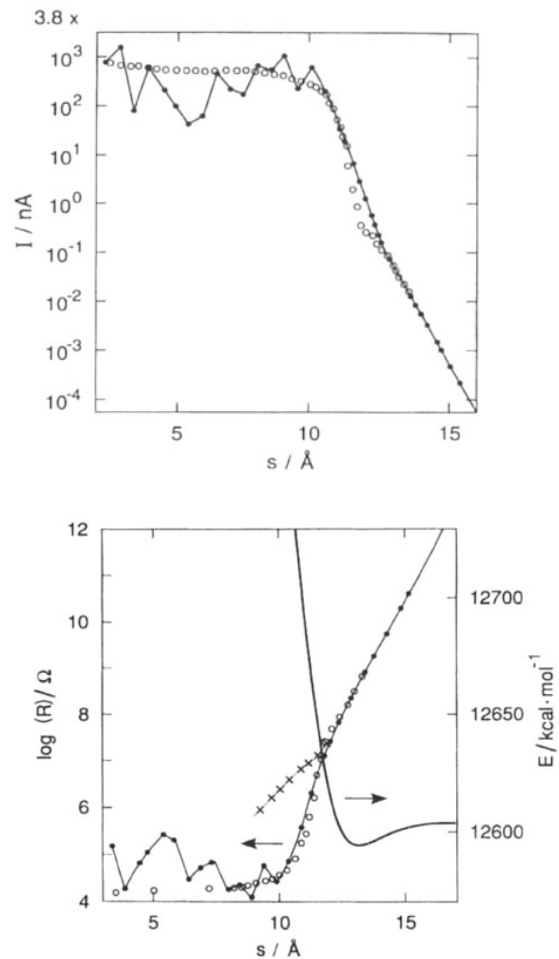 3.8 x
10³
10²
10¹
10⁰
10⁻¹
10⁻²
10⁻³
10⁻⁴
I / nA
5 10 15
s / Å
12
10
8
6
4
log (R)/ Ω
12700
12650
12600
E/kcal·mol⁻¹
5 10 15
s / Å